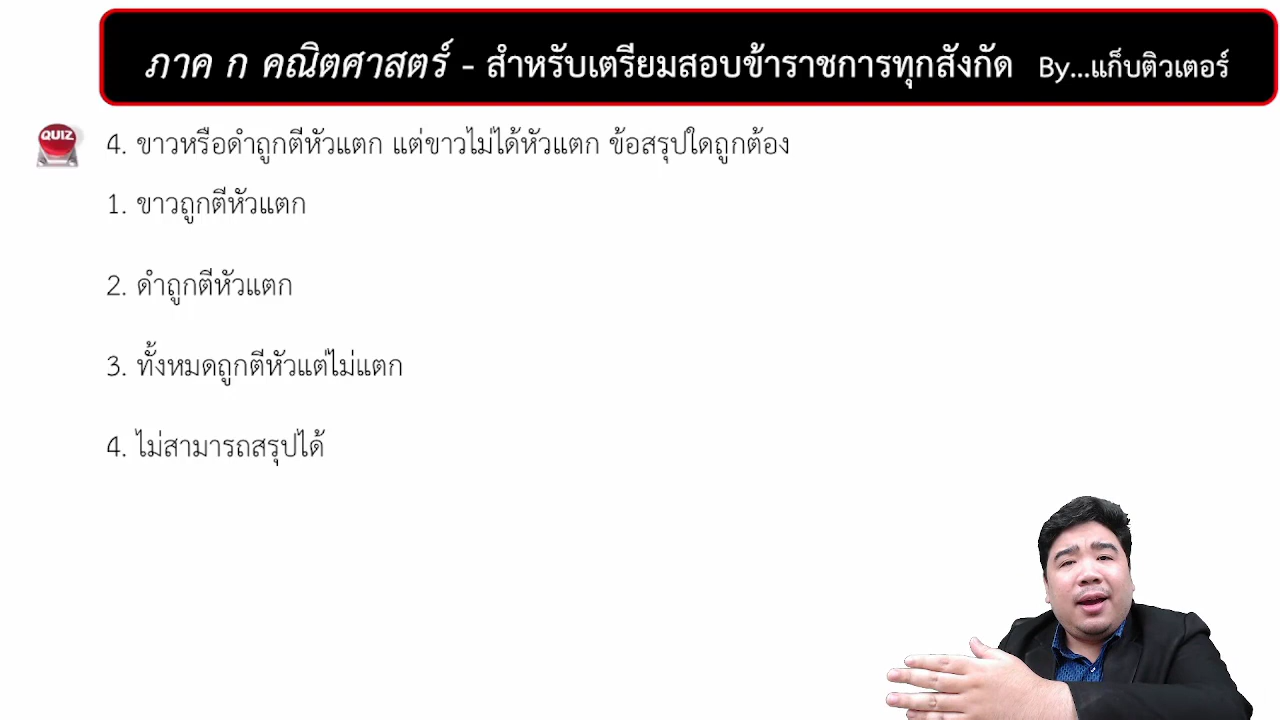 ภาค ก คณิตศาสตร์ - สำหรับเตรียมสอบข้าราชการทุกสังกัด By...แก็บติวเตอร์
QUIZ
4. ขาวหรือดำถูกตีหัวแตก แต่ขาวไม่ได้หัวแตก ข้อสรุปใดถูกต้อง
1. ขาวถูกตีหัวแตก
2. ดำถูกตีหัวแตก
3. ทั้งหมดถูกตีหัวแต่ไม่แตก
4. ไม่สามารถสรุปได้